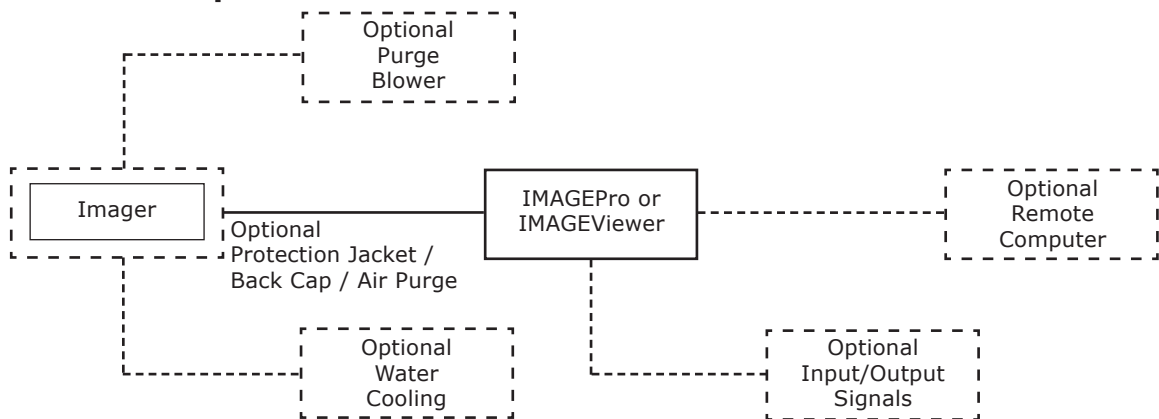 Optional
Purge
Blower
Imager
Optional
Protection Jacket /
Back Cap / Air Purge
IMAGEPro or
IMAGEViewer
Optional
Remote
Computer
Optional
Water
Cooling
Optional
Input/Output
Signals